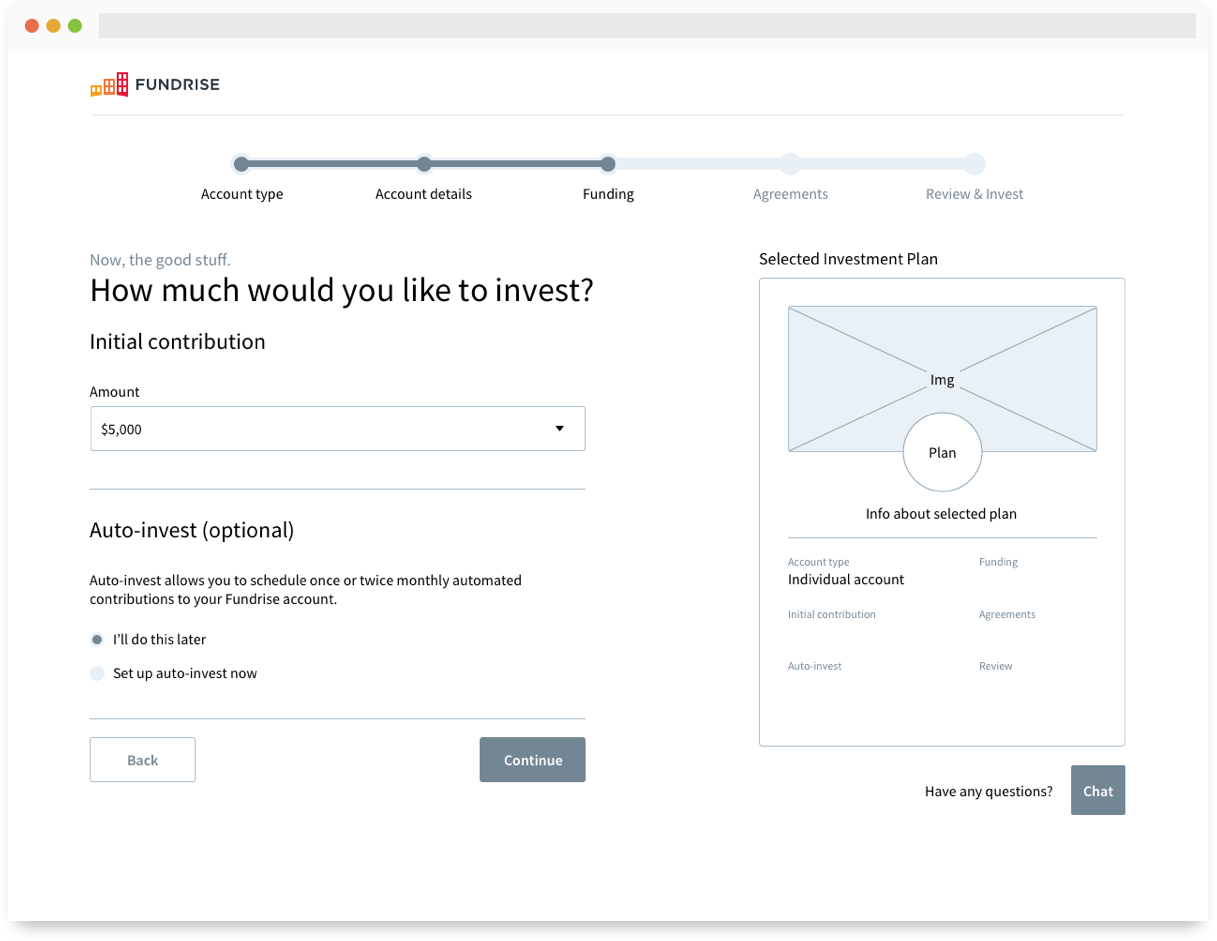 FUNDRISE
Account type
Account details
Funding
Agreements
Review & Invest
Now, the good stuff.
How much would you like to invest?
Initial contribution
Amount
$5,000
Auto-invest (optional)
Auto-invest allows you to schedule once or twice monthly automated
contributions to your Fundrise account.
I’ll do this later
Set up auto-invest now
Back
Continue
Selected Investment Plan
Img
Plan
Info about selected plan
Account type
Individual account
Funding
Initial contribution
Agreements
Auto-invest
Review
Have any questions?
Chat